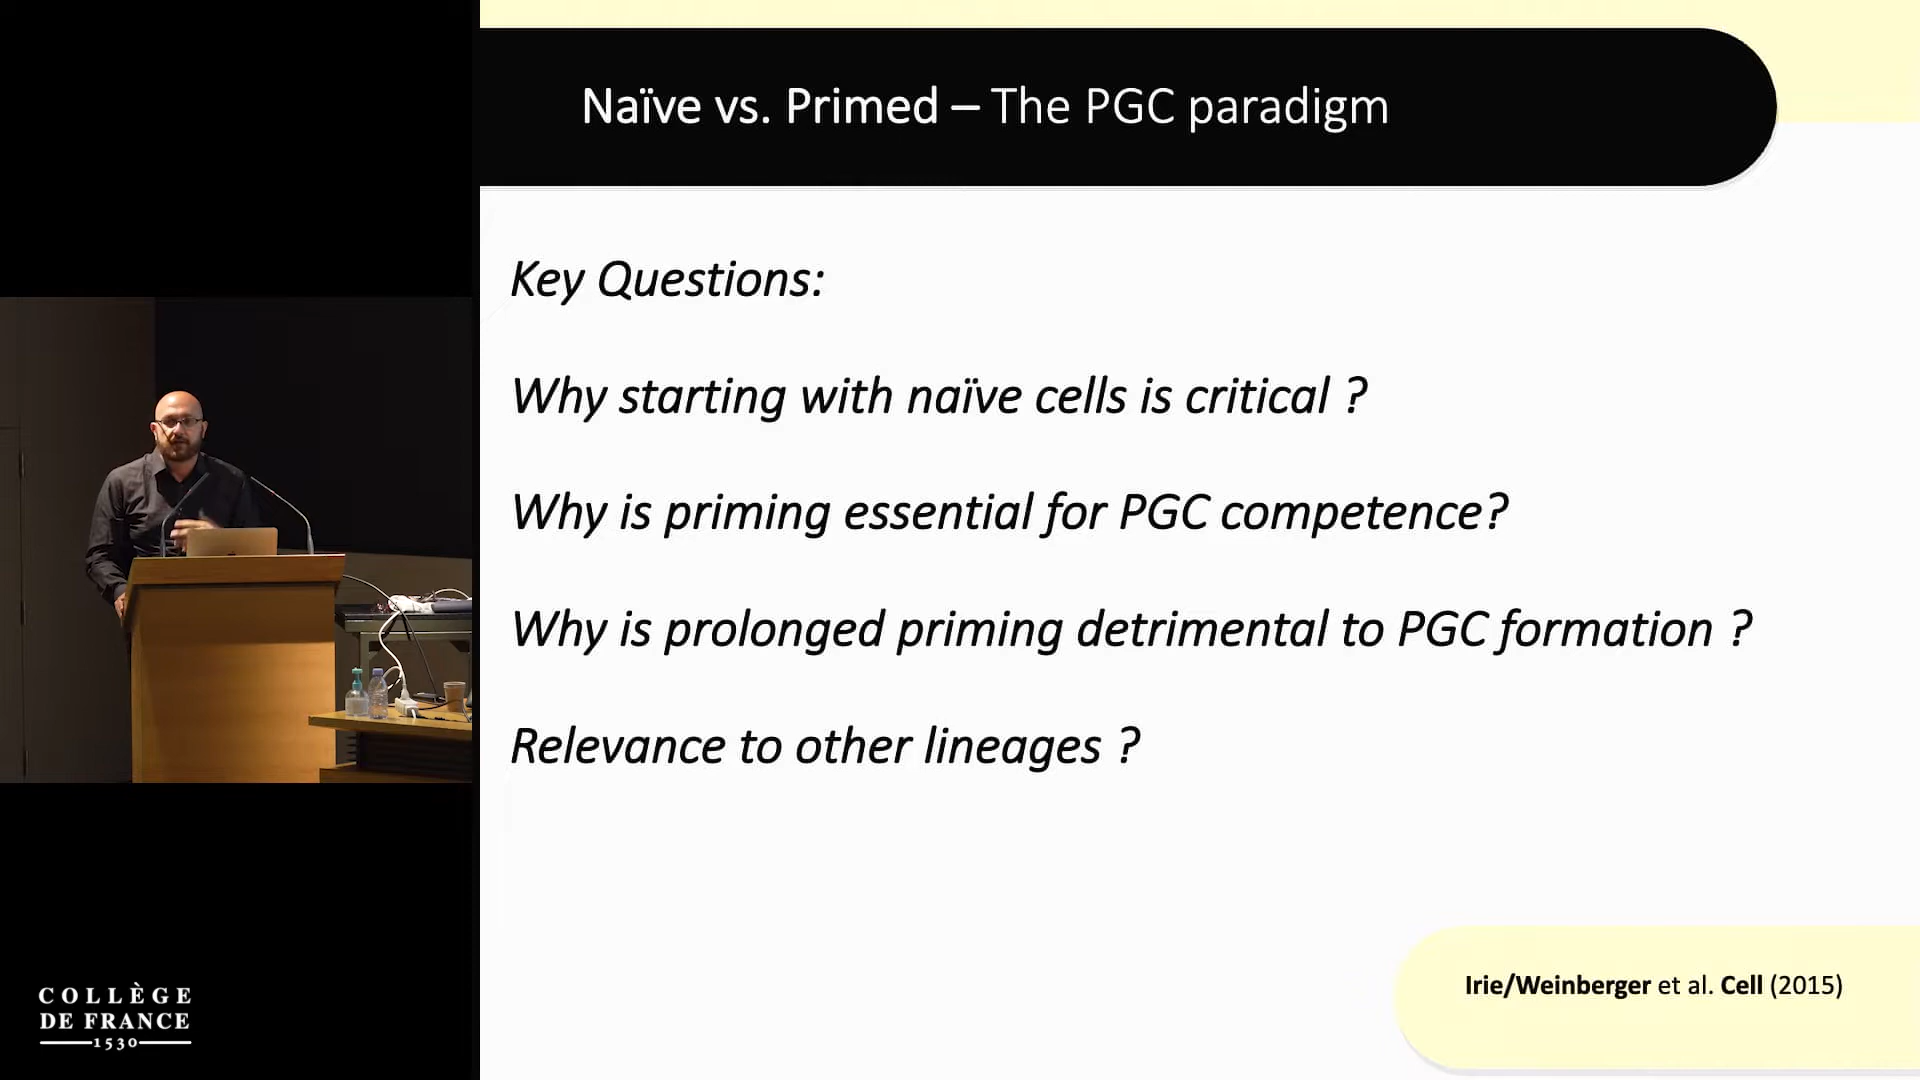 Naïve vs. Primed – The PGC paradigm
Key Questions:
Why starting with naïve cells is critical ?
Why is priming essential for PGC competence?
Why is prolonged priming detrimental to PGC formation ?
Relevance to other lineages ?
Irie/Weinberger et al. Cell (2015)
COLLÈGE
DE FRANCE
1530